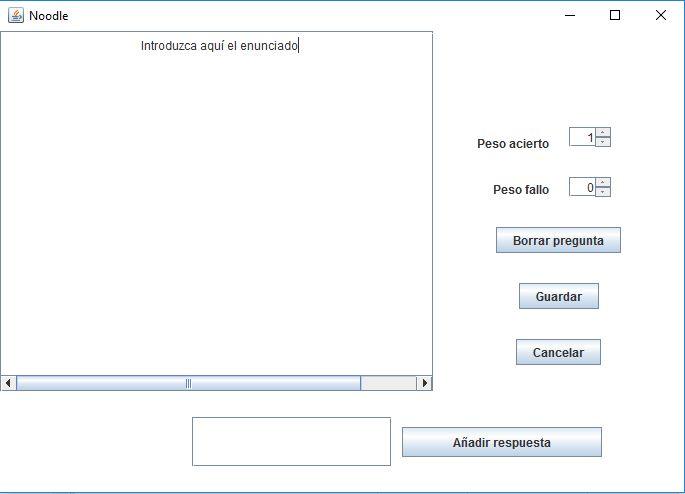 Noodle
Introduzca aquí el enunciado
Peso acierto
1
Peso fallo
0
Borrar pregunta
Guardar
Cancelar
Añadir respuesta